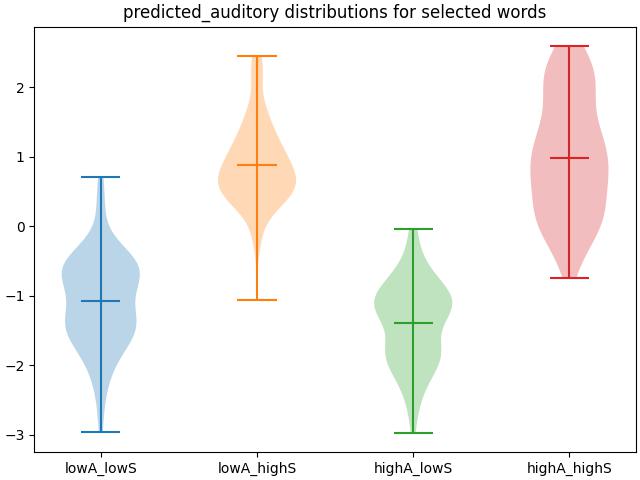 predicted_auditory distributions for selected words
2
1
0
−1
−2
−3
lowA_lowS
lowA_highS
highA_lowS
highA_highS